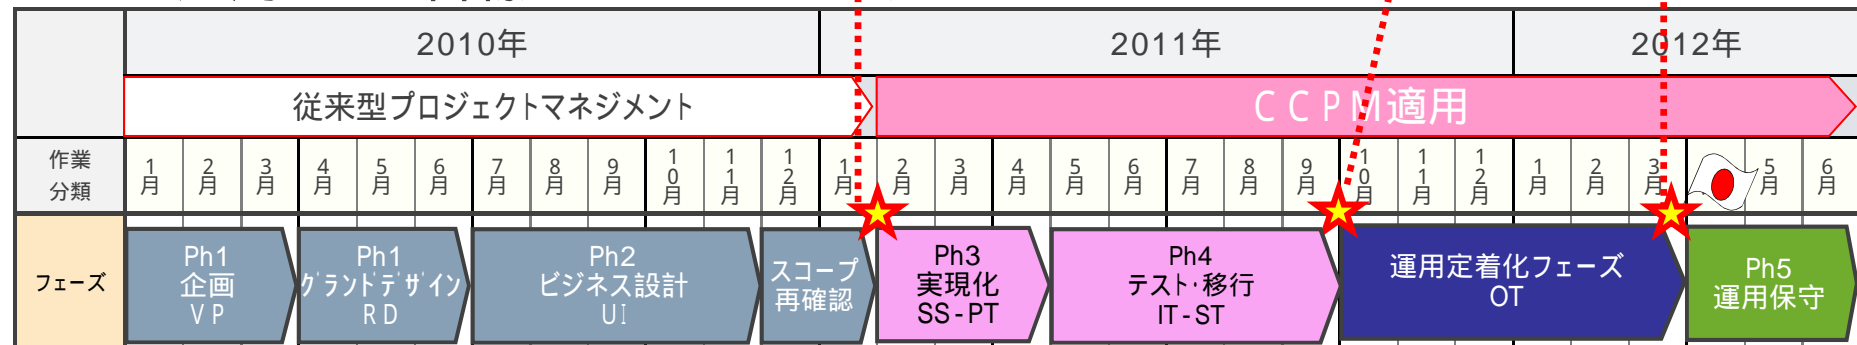 2010年 2011年 2012年
従来型プロジェクトマネジメント CCPM適用
作業
分類
1月 2月 3月 4月 5月 6月 7月 8月 9月 10月 11月 12月 1月 2月 3月 4月 5月 6月 7月 8月 9月 10月 11月 12月 1月 2月 3月 5月 6月
フェーズ
Ph1
企画
VP
Ph1
グランドデザイン
RD
Ph2
ビジネス設計
UI
スコープ
再確認
Ph3
実現化
SS-PT
Ph4
テスト・移行
IT-ST
運用定着化フェーズ
OT
Ph5
運用保守